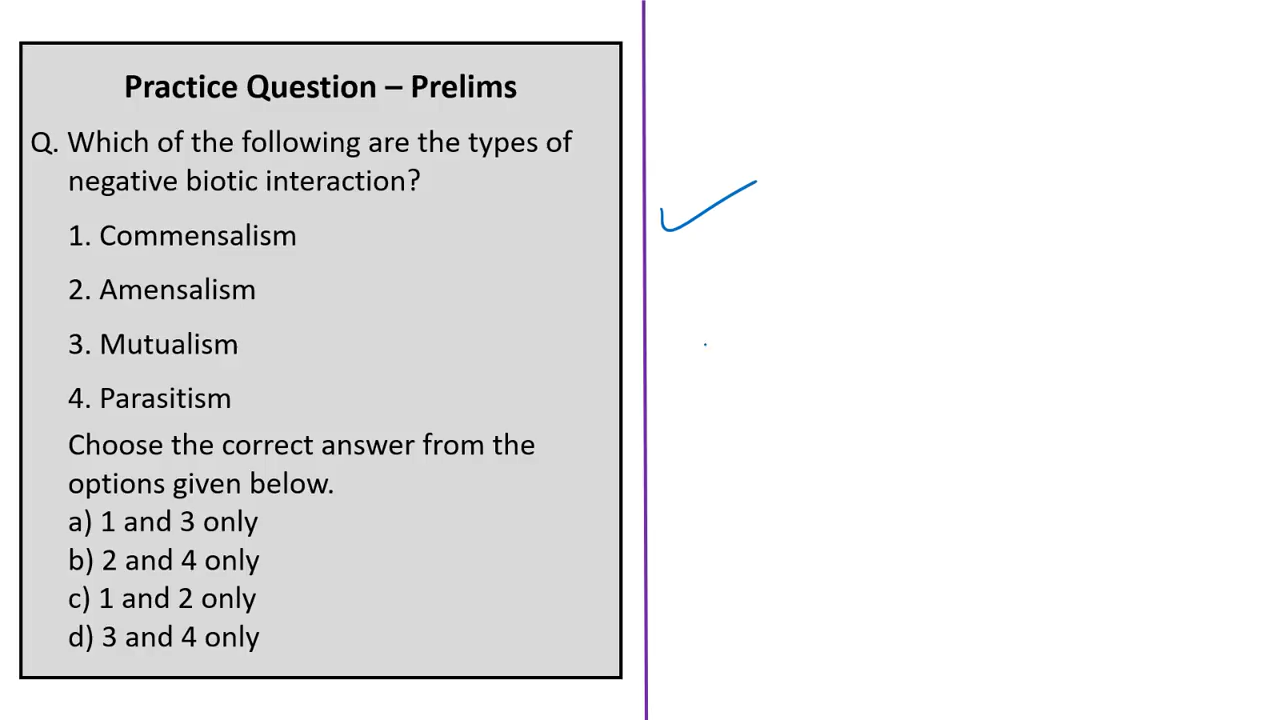 Practice Question – Prelims
Q. Which of the following are the types of
negative biotic interaction?
1. Commensalism
2. Amensalism
3. Mutualism
4. Parasitism
Choose the correct answer from the
options given below.
a) 1 and 3 only
b) 2 and 4 only
c) 1 and 2 only
d) 3 and 4 only